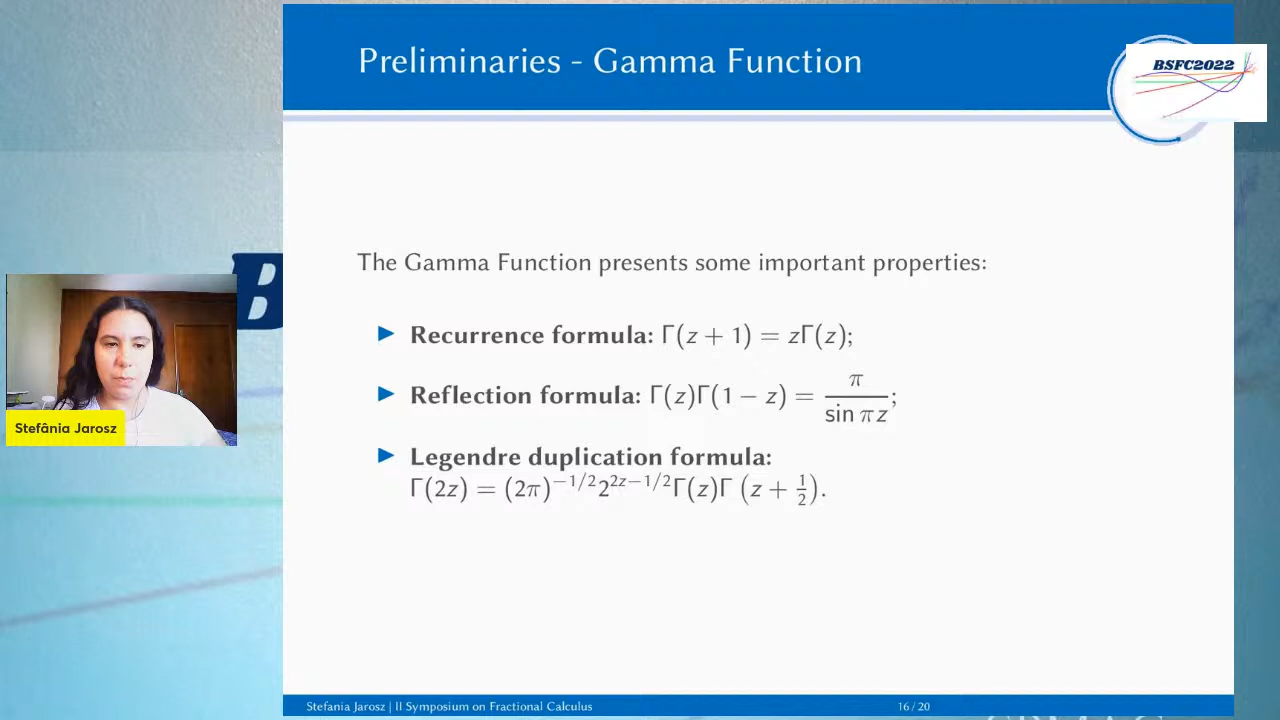 Preliminaries - Gamma Function
BSFC2022
The Gamma Function presents some important properties:
▶ Recurrence formula: Γ(z + 1) = zΓ(z);
▶ Reflection formula: Γ(z)Γ(1 − z) = π / sin πz;
▶ Legendre duplication formula:
Γ(2z) = (2π)^{−1/2} 2^{2z−1/2} Γ(z)Γ (z + 1/2).
B
Stefânia Jarosz
Stefania Jarosz | II Symposium on Fractional Calculus
16 / 20